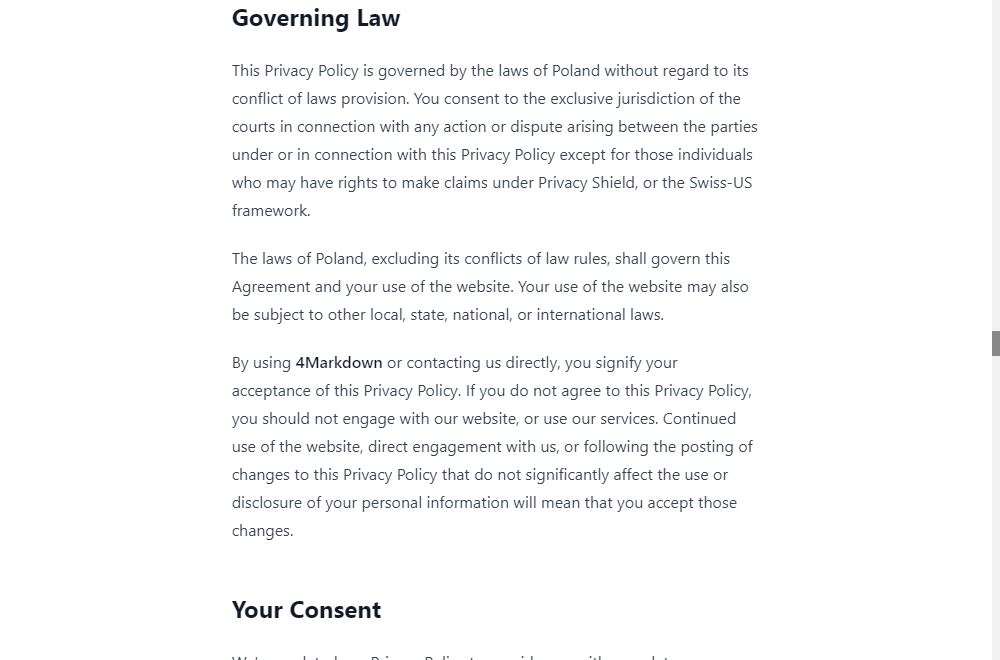 Governing Law
This Privacy Policy is governed by the laws of Poland without regard to its
conflict of laws provision. You consent to the exclusive jurisdiction of the
courts in connection with any action or dispute arising between the parties
under or in connection with this Privacy Policy except for those individuals
who may have rights to make claims under Privacy Shield, or the Swiss-US
framework.
The laws of Poland, excluding its conflicts of law rules, shall govern this
Agreement and your use of the website. Your use of the website may also
be subject to other local, state, national, or international laws.
By using 4Markdown or contacting us directly, you signify your
acceptance of this Privacy Policy. If you do not agree to this Privacy Policy,
you should not engage with our website, or use our services. Continued
use of the website, direct engagement with us, or following the posting of
changes to this Privacy Policy that do not significantly affect the use or
disclosure of your personal information will mean that you accept those
changes.
Your Consent